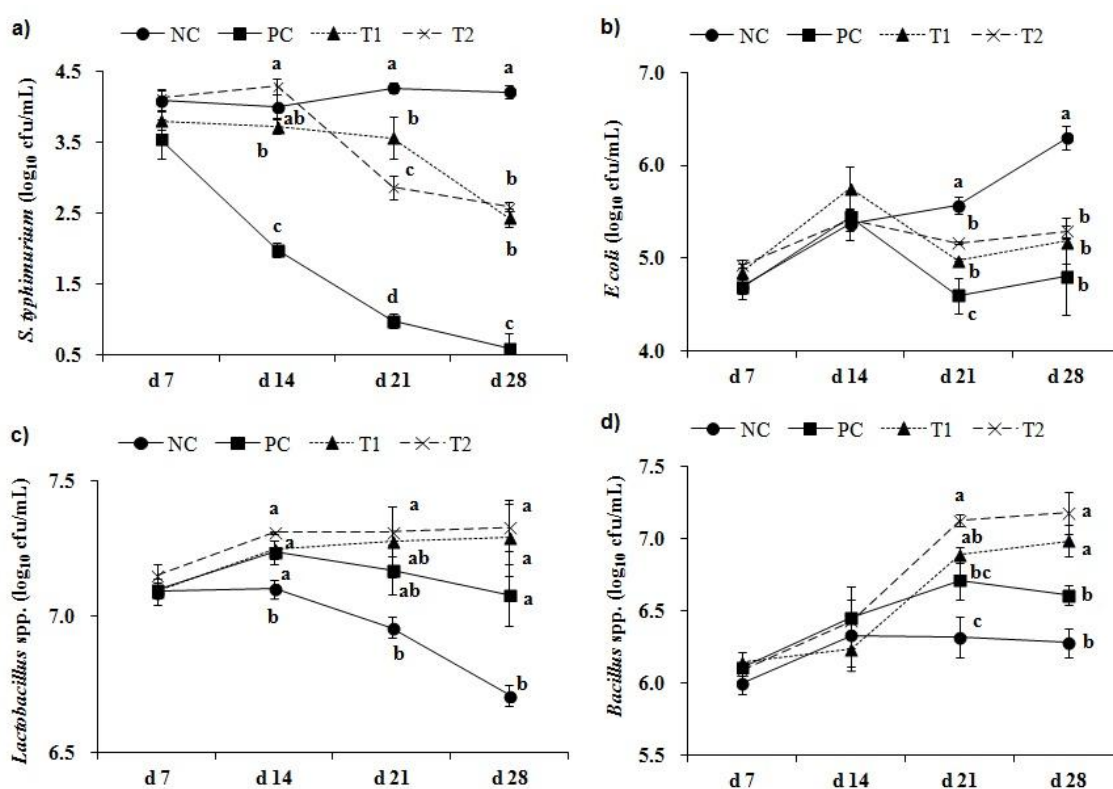 a)
NC PC T1 T2
S. typhimurium (log10 cfu/mL)
4.5
3.5
2.5
1.5
0.5
a a a
ab b
b c b
c b
d c
d 7 d 14 d 21 d 28
b)
NC PC T1 T2
E coli (log10 cfu/mL)
7.0
6.0
5.0
4.0
a
a
b b
b b
c b
d 7 d 14 d 21 d 28
c)
NC PC T1 T2
Lactobacillus spp. (log10 cfu/mL)
7.5
7.0
6.5
a a a
a ab a
a ab a
b b b
d 7 d 14 d 21 d 28
d)
NC PC T1 T2
Bacillus spp. (log10 cfu/mL)
7.5
7.0
6.5
6.0
5.5
a a
ab a
bc b
c b
d 7 d 14 d 21 d 28